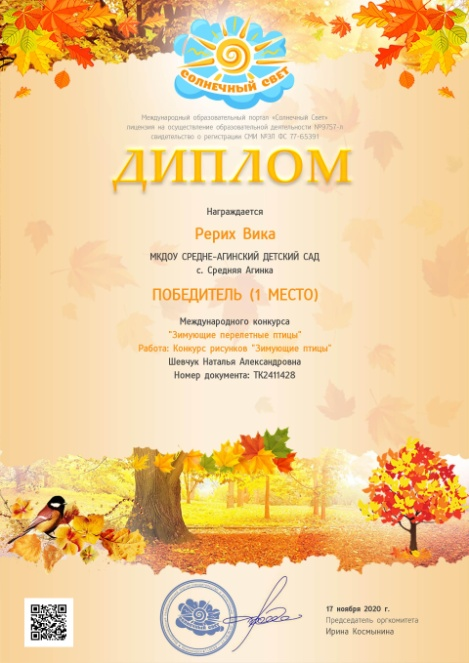 СОЛНЕЧНЫЙ СВЕТ
Международный образовательный портал «Солнечный Свет»
лицензия на осуществление образовательной деятельности №9757-л
свидетельство о регистрации СМИ №ЭЛ ФС 77-65391
ДИПЛОМ
Награждается
Рерих Вика
МКДОУ СРЕДНЕ-АГИНСКИЙ ДЕТСКИЙ САД
с. Средняя Агинка
ПОБЕДИТЕЛЬ (1 МЕСТО)
Международного конкурса
"Зимующие перелетные птицы"
Работа: Конкурс рисунков "Зимующие птицы"
Шевчук Наталья Александровна
Номер документа: ТК2411428
17 ноября 2020 г.
Председатель оргкомитета
Ирина Космынина